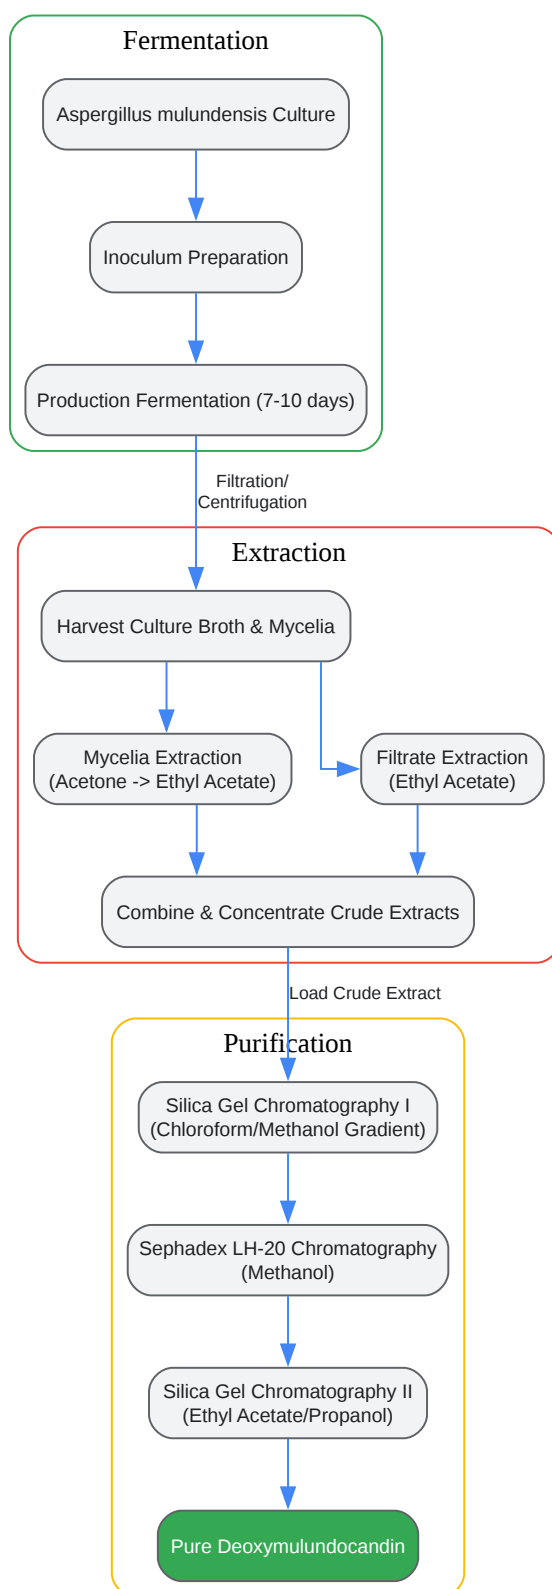 Fermentation
Aspergillus mulundensis Culture
Inoculum Preparation
Production Fermentation (7-10 days)
Filtration/
Centrifugation
Extraction
Harvest Culture Broth & Mycelia
Mycelia Extraction
(Acetone -> Ethyl Acetate)
Filtrate Extraction
(Ethyl Acetate)
Combine & Concentrate Crude Extracts
Load Crude Extract
Purification
Silica Gel Chromatography I
(Chloroform/Methanol Gradient)
Sephadex LH-20 Chromatography
(Methanol)
Silica Gel Chromatography II
(Ethyl Acetate/Propanol)
Pure Deoxymulundocandin